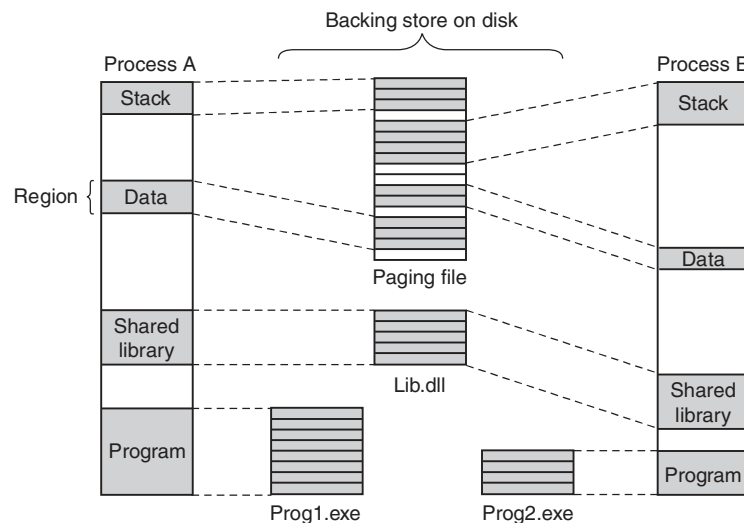 Backing store on disk
Process A
Process B
Stack
Stack
Region
Data
Data
Paging file
Shared
library
Lib.dll
Shared
library
Program
Program
Prog1.exe
Prog2.exe